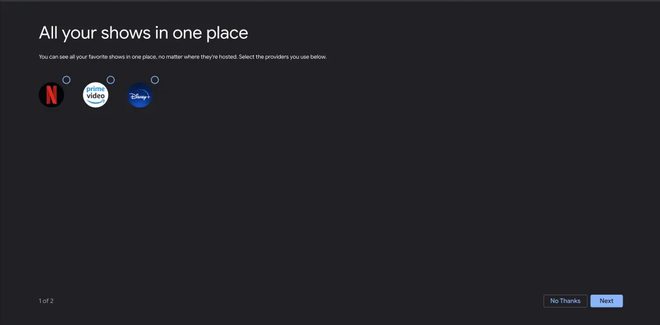 All your shows in one place
You can see all your favorite shows in one place, no matter where they're hosted. Select the providers you use below.
N
prime video
Disney+
1 of 2
No Thanks
Next